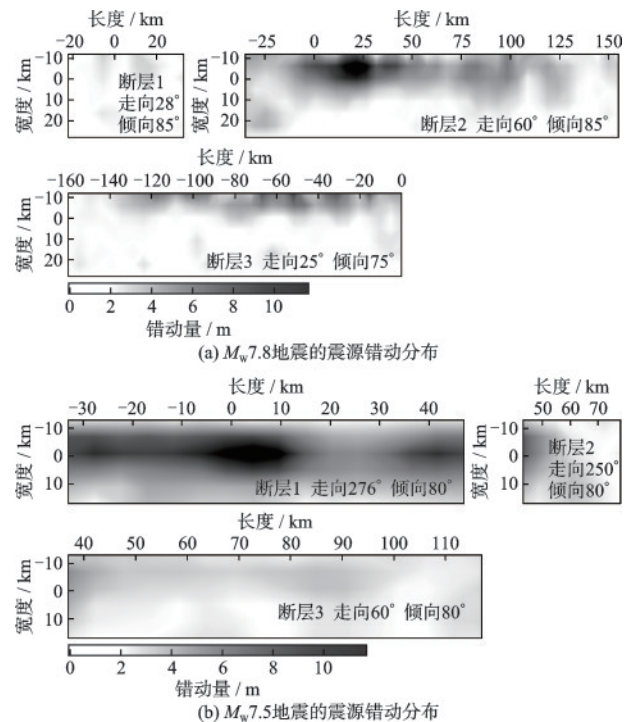 长度 / km
长度 / km
−20 0 20
−25 0 25 50 75 100 125 150
宽度 / km
−10
0
10
20
断层1
走向28°
倾向85°
宽度 / km
−10
0
10
20
断层2 走向60° 倾向85°
长度 / km
−160 −140 −120 −100 −80 −60 −40 −20 0
宽度 / km
−10
0
10
20
断层3 走向25° 倾向75°
0 2 4 6 8 10
错动量 / m
(a) Mw7.8地震的震源错动分布
长度 / km
长度 / km
−30 −20 −10 0 10 20 30 40
50 60 70
宽度 / km
−10
0
10
断层1 走向276° 倾向80°
宽度 / km
−10
0
10
断层2
走向250°
倾向80°
长度 / km
40 50 60 70 80 90 100 110
宽度 / km
−10
0
10
断层3 走向60° 倾向80°
0 2 4 6 8 10
错动量 / m
(b) Mw7.5地震的震源错动分布